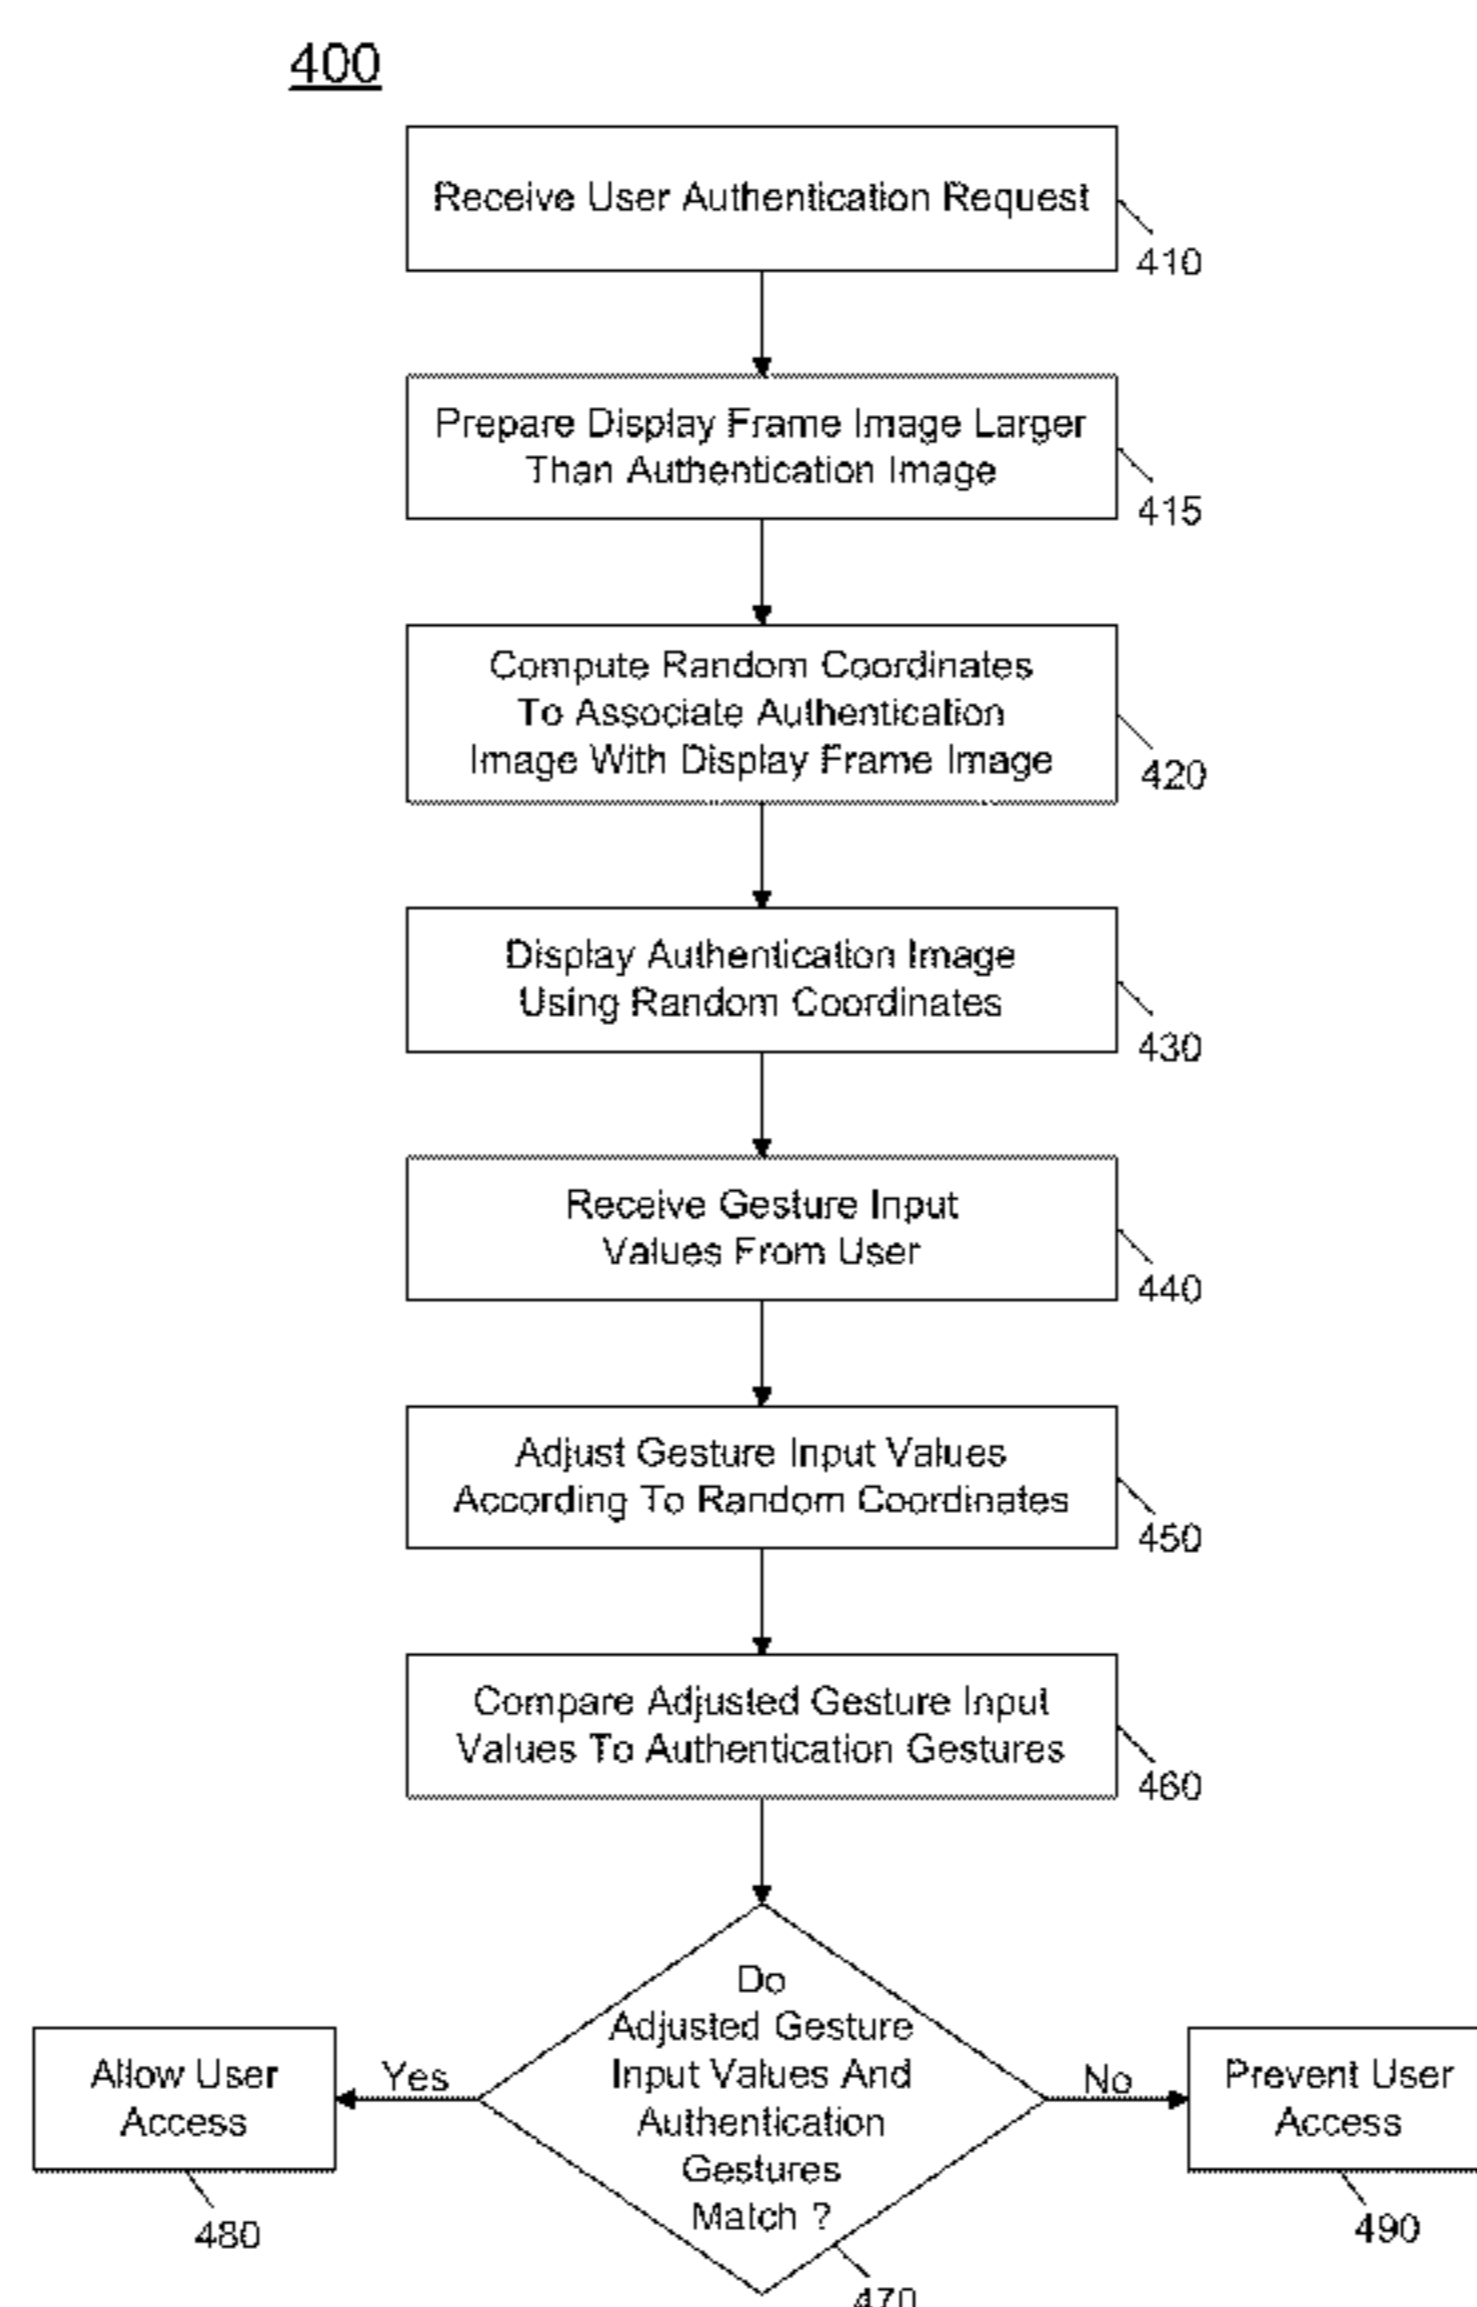 400
Receive User Authentication Request
410
Prepare Display Frame Image Larger
Than Authentication Image
415
Compute Random Coordinates
To Associate Authentication
Image With Display Frame Image
420
Display Authentication Image
Using Random Coordinates
430
Receive Gesture Input
Values From User
440
Adjust Gesture Input Values
According To Random Coordinates
450
Compare Adjusted Gesture Input
Values To Authentication Gestures
460
Do
Adjusted Gesture
Input Values And
Authentication
Gestures
Match ?
470
Yes
Allow User
Access
480
No
Prevent User
Access
490